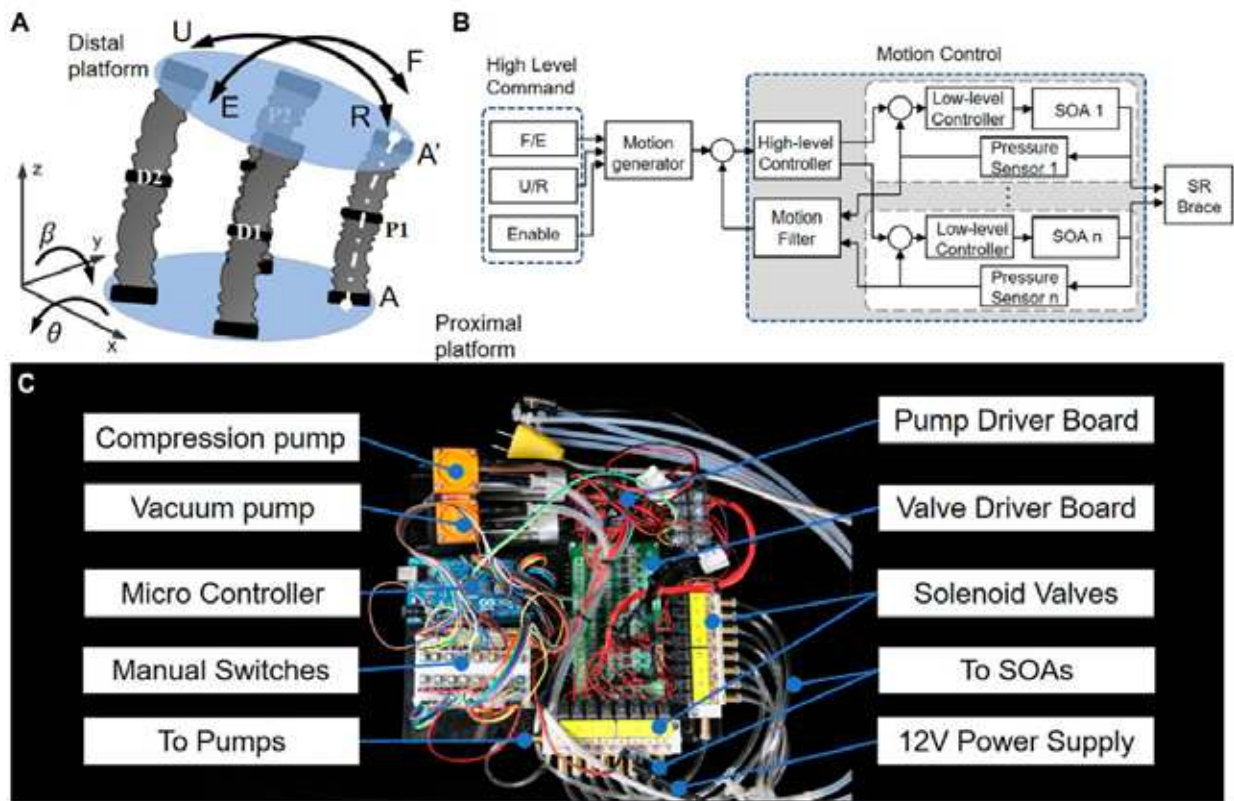 A
Distal
platform
U
F
E
R
P2
A'
D2
D1
P1
A
z
β
y
θ
x
Proximal
platform
B
High Level
Command
F/E
U/R
Enable
Motion
generator
Motion Control
High-level
Controller
Motion
Filter
Low-level
Controller
SOA 1
Pressure
Sensor 1
Low-level
Controller
SOA n
Pressure
Sensor n
SR
Brace
C
Compression pump
Vacuum pump
Micro Controller
Manual Switches
To Pumps
Pump Driver Board
Valve Driver Board
Solenoid Valves
To SOAs
12V Power Supply